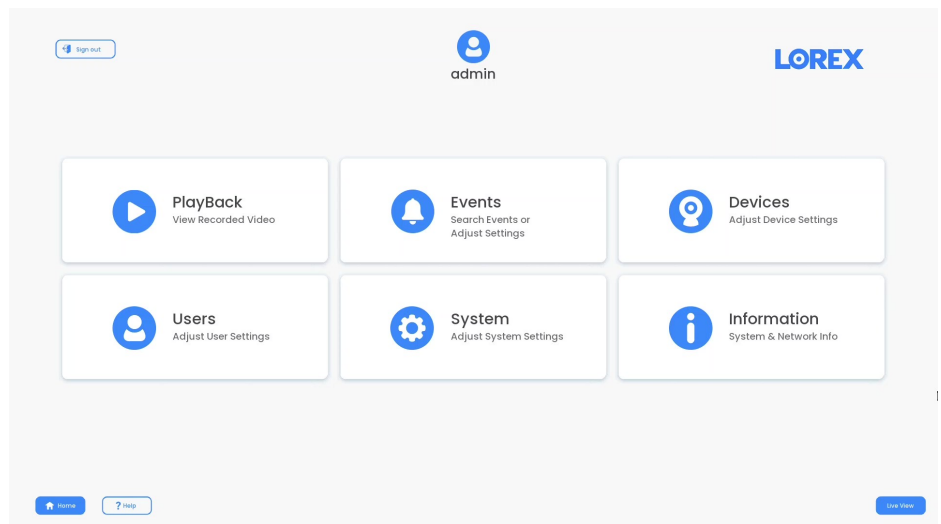 Sign out
admin
LOREX
PlayBack
View Recorded Video
Events
Search Events or
Adjust Settings
Devices
Adjust Device Settings
Users
Adjust User Settings
System
Adjust System Settings
Information
System & Network Info
Home
? Help
Live View